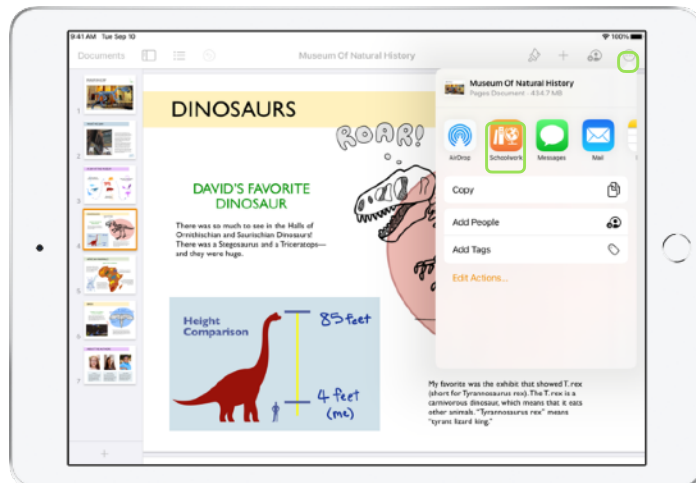 9:41 AM Tue Sep 10
100%
Documents
Museum Of Natural History
Museum Of Natural History
Pages Document · 434.7 MB
AirDrop
Schoolwork
Messages
Mail
Copy
Add People
Add Tags
Edit Actions...
DINOSAURS
ROAR!
DAVID'S FAVORITE
DINOSAUR
There was so much to see in the Halls of
Ornithischian and Saurischian Dinosaurs!
There was a Stegosaurus and a Triceratops—
and they were huge.
Height
Comparison
85 feet
4 feet
(me)
My favorite was the exhibit that showed T. rex
(short for Tyrannosaurus rex). The T. rex is a
carnivorous dinosaur, which means that it eats
other animals. "Tyrannosaurus rex" means
"tyrant lizard king."
1
2
3
4
5
6
7